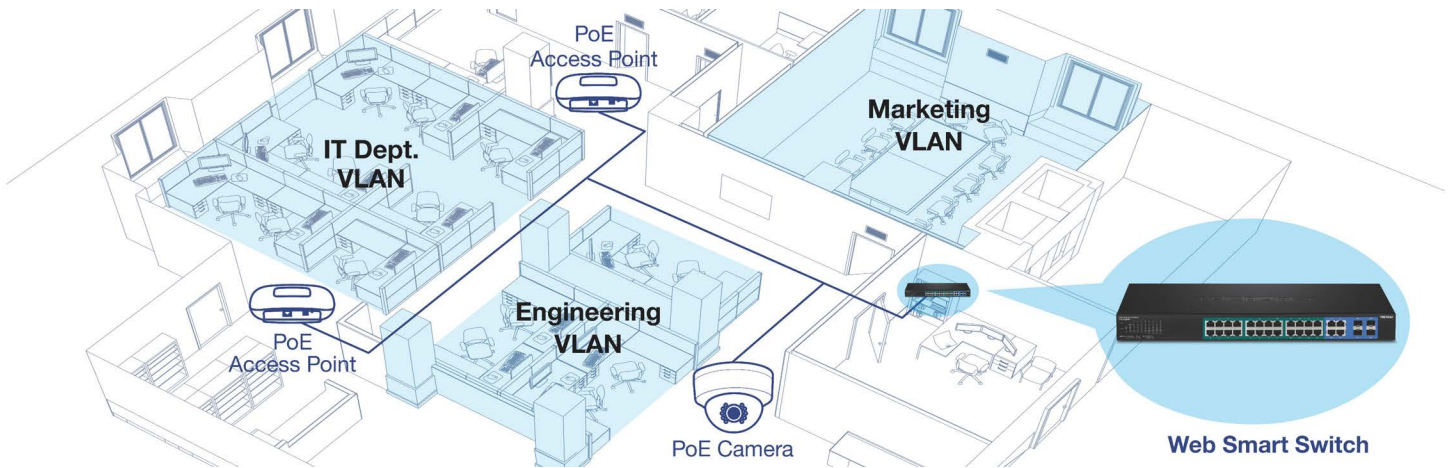 PoE
Access Point
Marketing
VLAN
IT Dept.
VLAN
Engineering
VLAN
PoE
Access Point
PoE Camera
Web Smart Switch